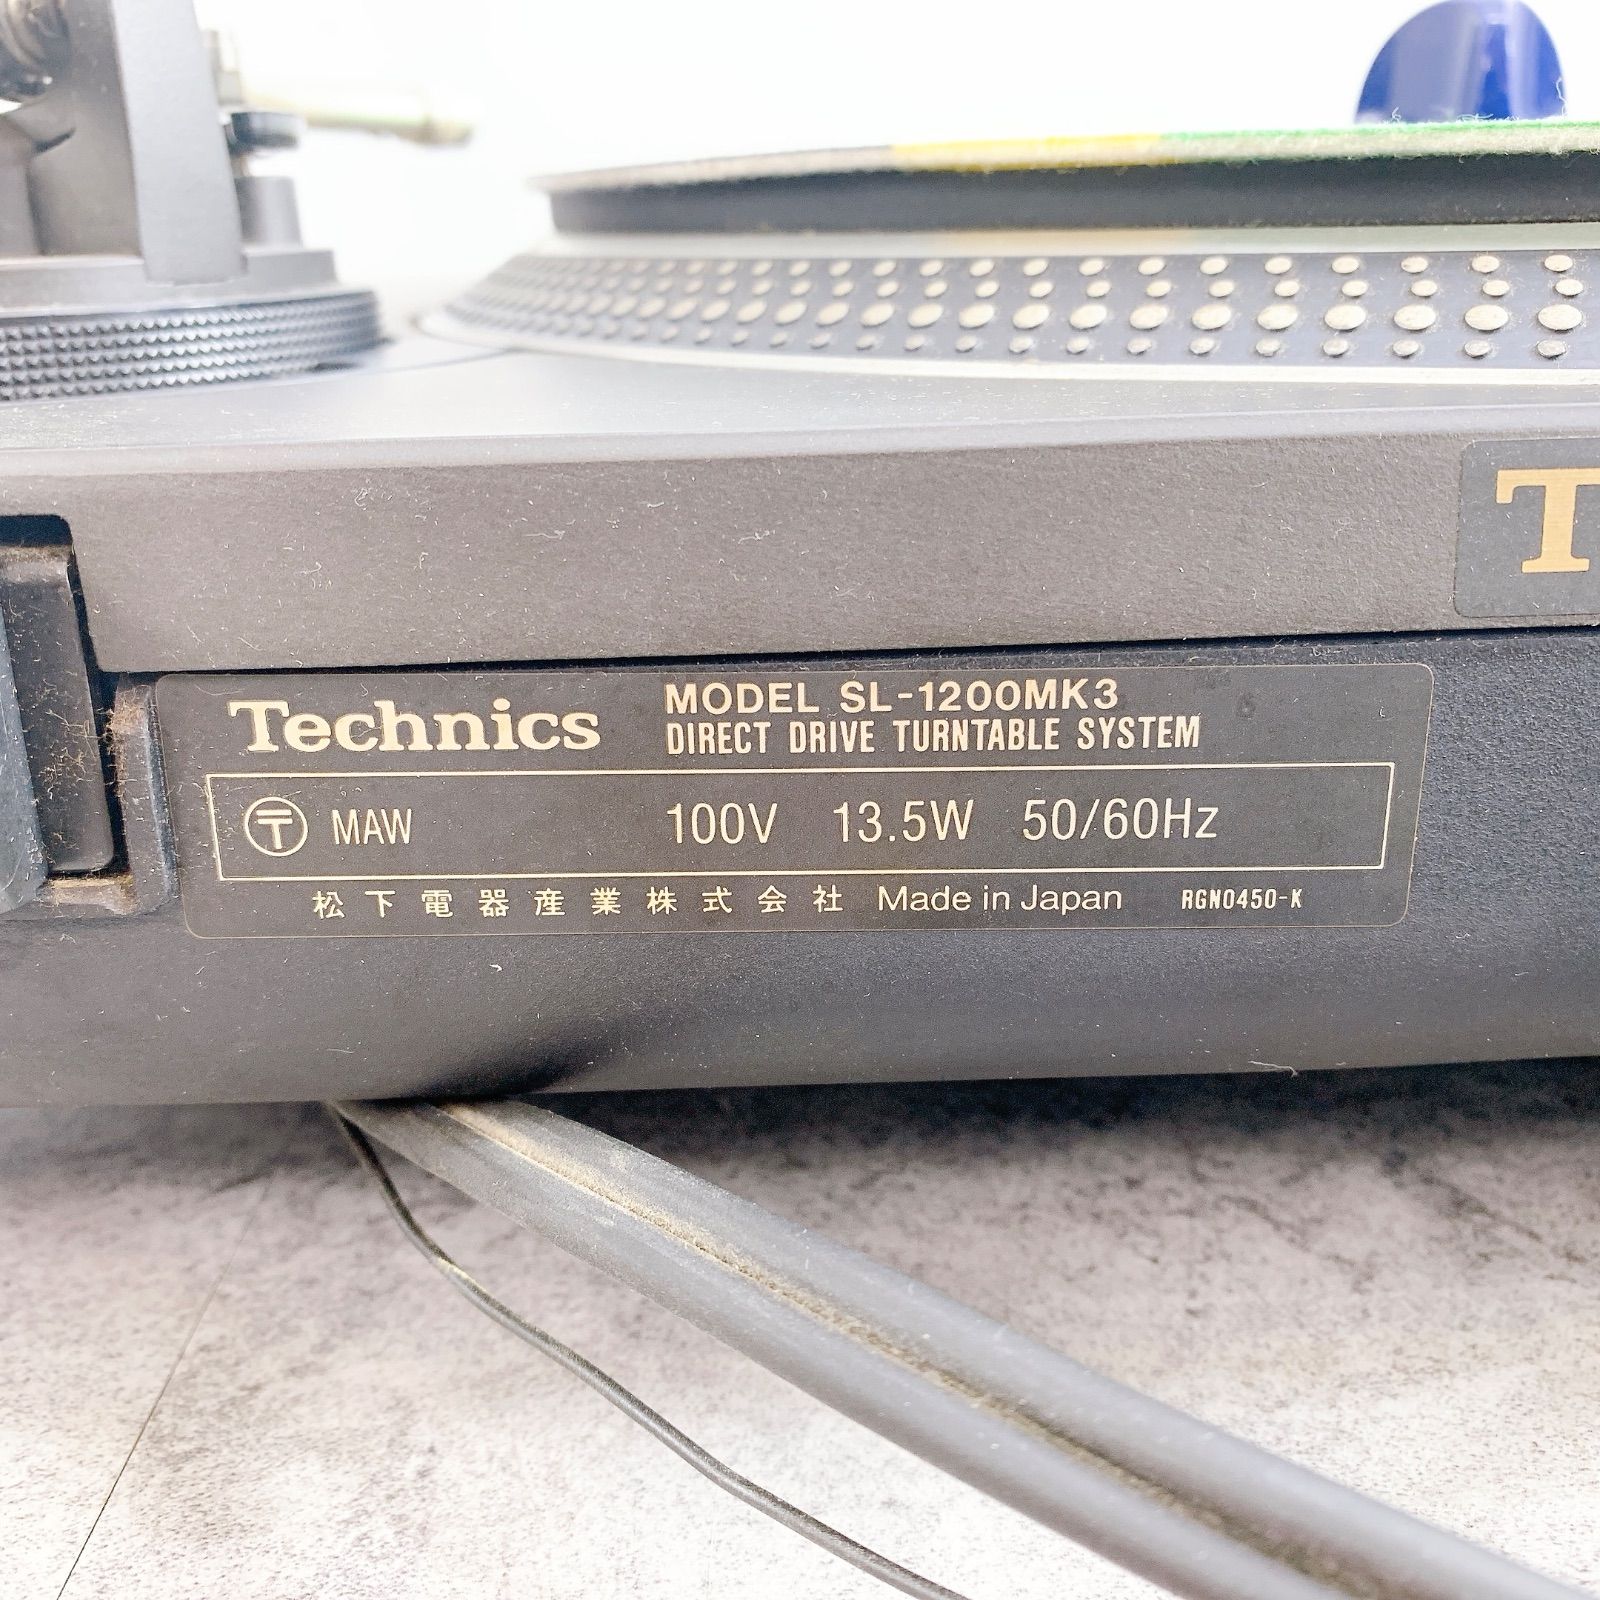 T
Technics
MODEL SL-1200MK3
DIRECT DRIVE TURNTABLE SYSTEM
〶 MAW 100V 13.5W 50/60Hz
松下電器産業株式会社 Made in Japan RGN0450-K